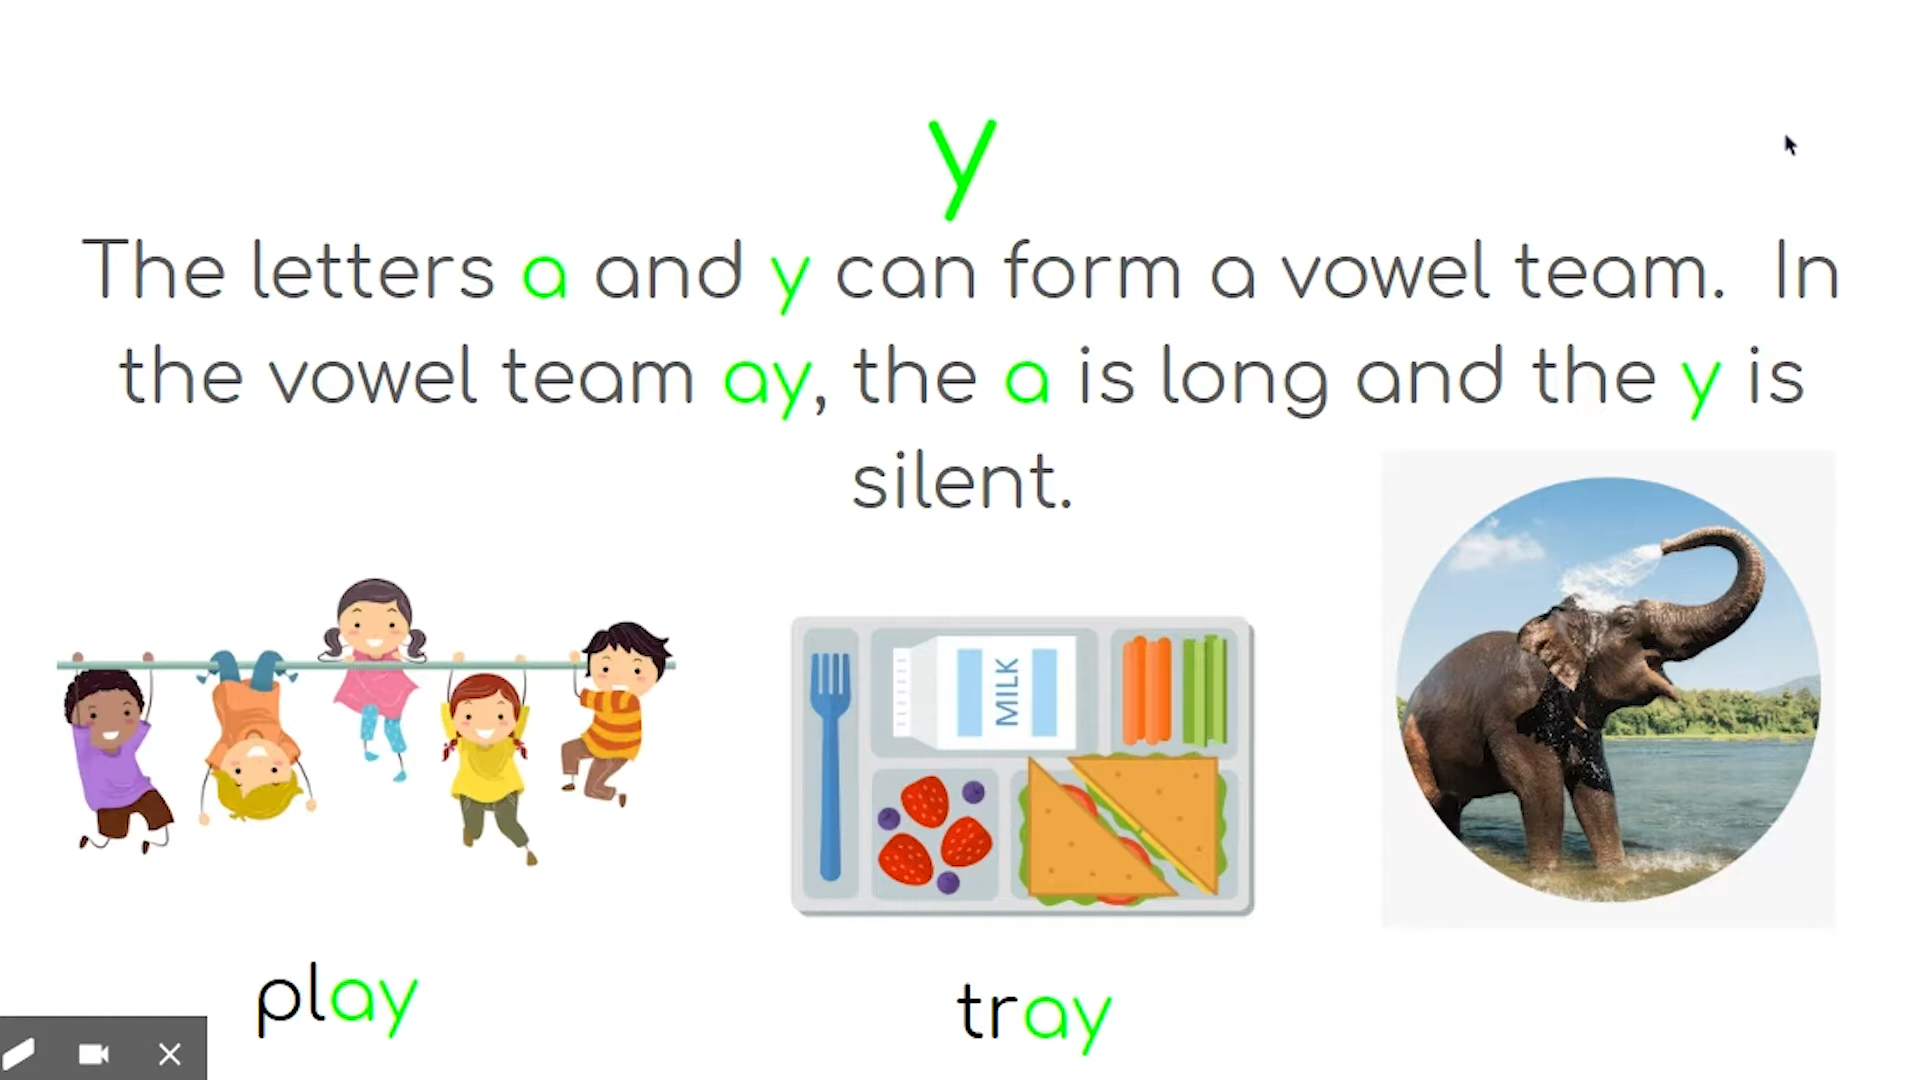 y
The letters a and y can form a vowel team. In
the vowel team ay, the a is long and the y is
silent.
MILK
play
tray